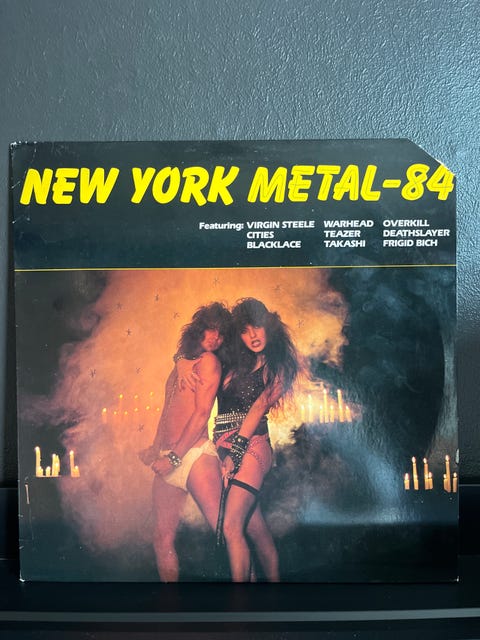 NEW YORK METAL-84
Featuring: VIRGIN STEELE WARHEAD OVERKILL
CITIES TEAZER DEATHSLAYER
BLACKLACE TAKASHI FRIGID BICH